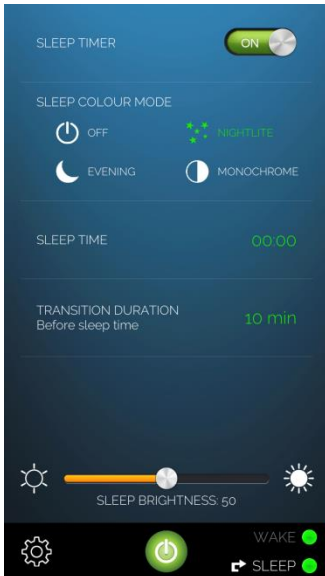 SLEEP TIMER
ON
SLEEP COLOUR MODE
OFF
NIGHTLITE
EVENING
MONOCHROME
SLEEP TIME
00:00
TRANSITION DURATION
Before sleep time
10 min
SLEEP BRIGHTNESS: 50
WAKE
SLEEP